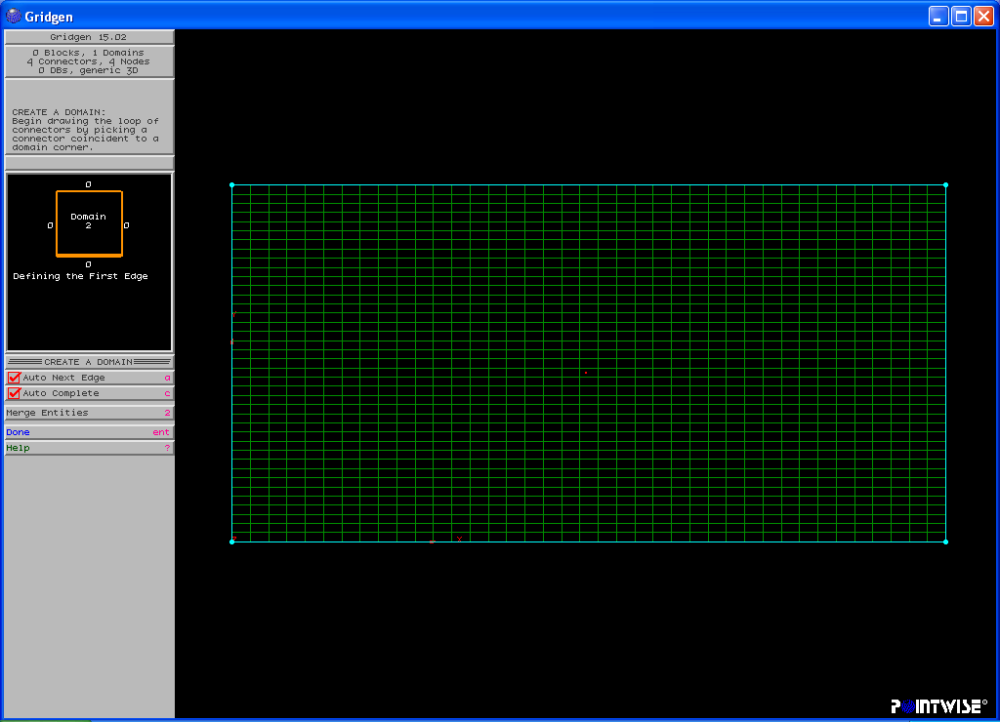 Gridgen
Gridgen 15.02
0 Blocks, 1 Domains
4 Connectors, 4 Nodes
0 DBs, generic 3D
CREATE A DOMAIN:
Begin drawing the loop of
connectors by picking a
connector coincident to a
domain corner.
0
Domain
0 2 0
0
Defining the First Edge
CREATE A DOMAIN
Auto Next Edge a
Auto Complete c
Merge Entities 2
Done ent
Help ?
POINTWISE®